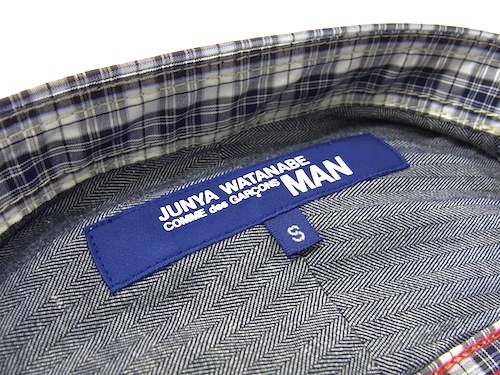 JUNYA WATANABE
COMME des GARÇONS MAN
S